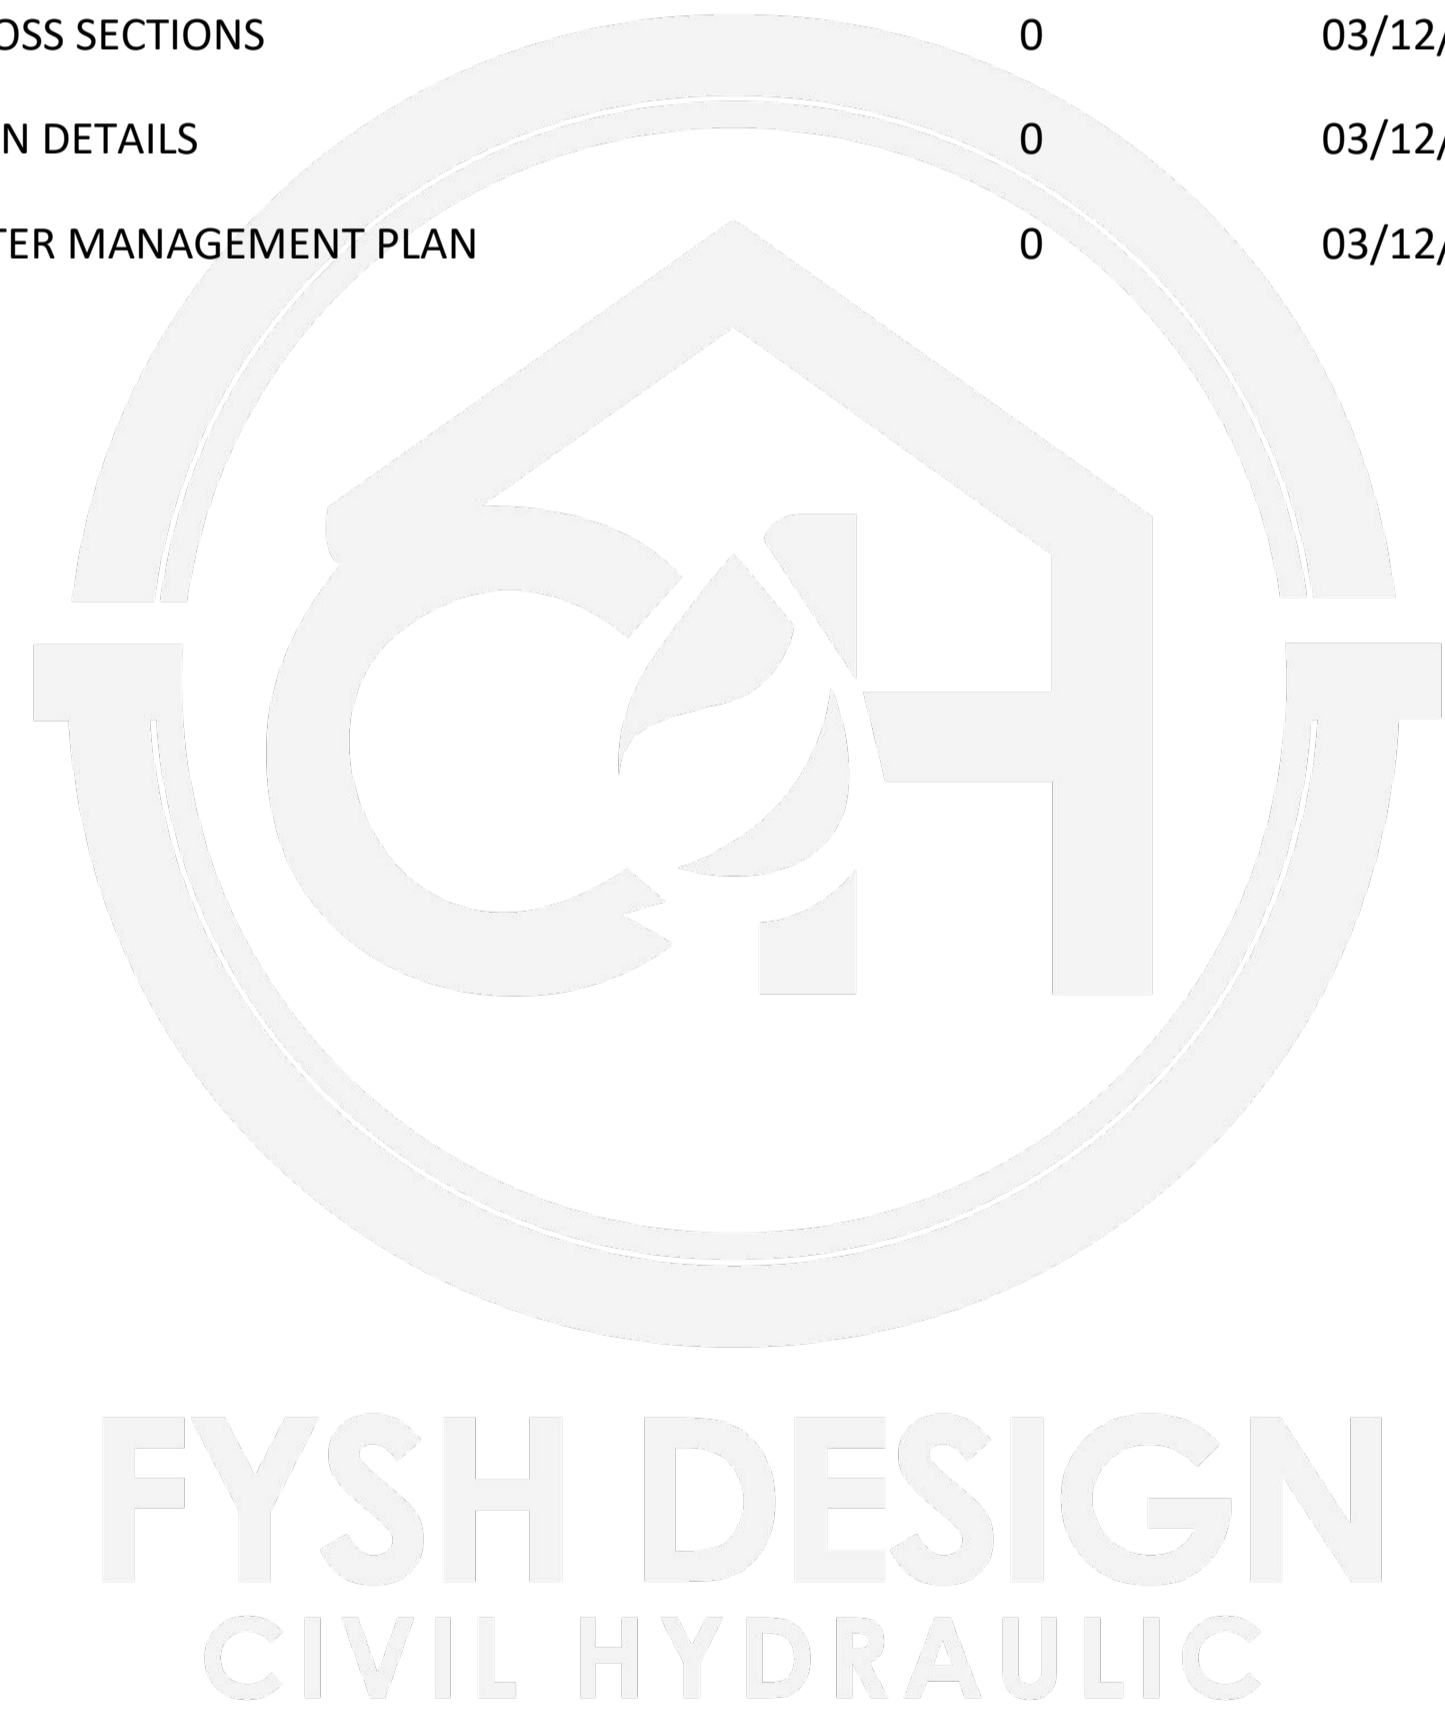 OSS SECTIONS 0 03/12/
N DETAILS 0 03/12/
TER MANAGEMENT PLAN 0 03/12/
FYSH DESIGN
CIVIL HYDRAULIC